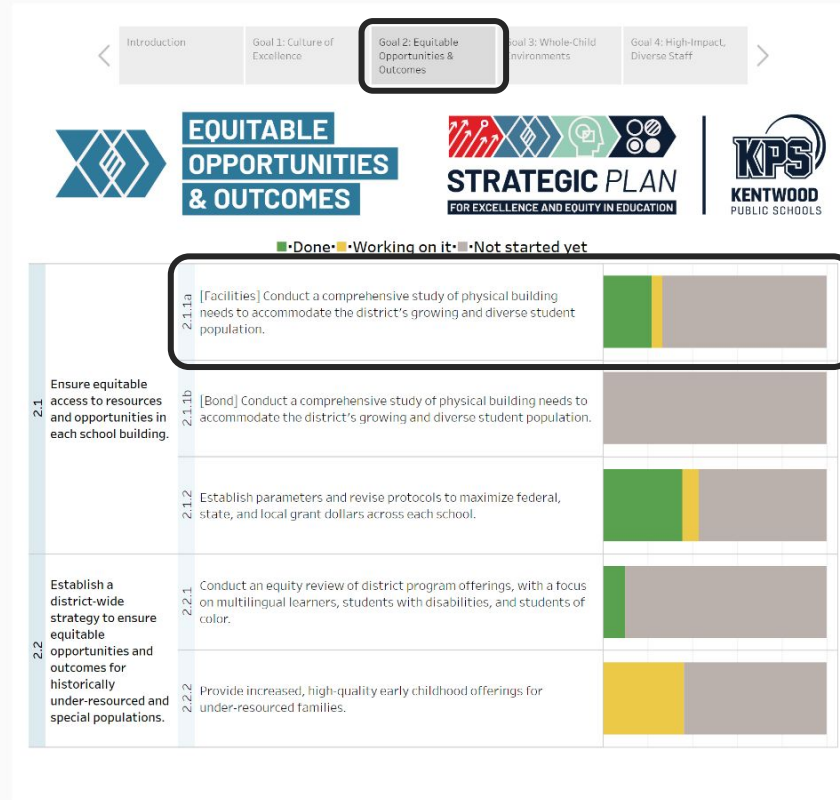 Introduction
Goal 1: Culture of
Excellence
Goal 2: Equitable
Opportunities &
Outcomes
oal 3: Whole-Child
nvironments
Goal 4: High-Impact,
Diverse Staff
EQUITABLE
OPPORTUNITIES
& OUTCOMES
STRATEGIC PLAN
FOR EXCELLENCE AND EQUITY IN EDUCATION
KPS
KENTWOOD
PUBLIC SCHOOLS
•Done•■•Working on it•■•Not started yet
2.1
Ensure equitable
access to resources
and opportunities in
each school building.
2.1.1a
[Facilities] Conduct a comprehensive study of physical building
needs to accommodate the district's growing and diverse student
population.
2.1.1b
[Bond] Conduct a comprehensive study of physical building needs to
accommodate the district's growing and diverse student population.
2.1.2
Establish parameters and revise protocols to maximize federal,
state, and local grant dollars across each school.
2.2
Establish a
district-wide
strategy to ensure
equitable
opportunities and
outcomes for
historically
under-resourced and
special populations.
2.2.1
Conduct an equity review of district program offerings, with a focus
on multilingual learners, students with disabilities, and students of
color.
2.2.2
Provide increased, high-quality early childhood offerings for
under-resourced families.